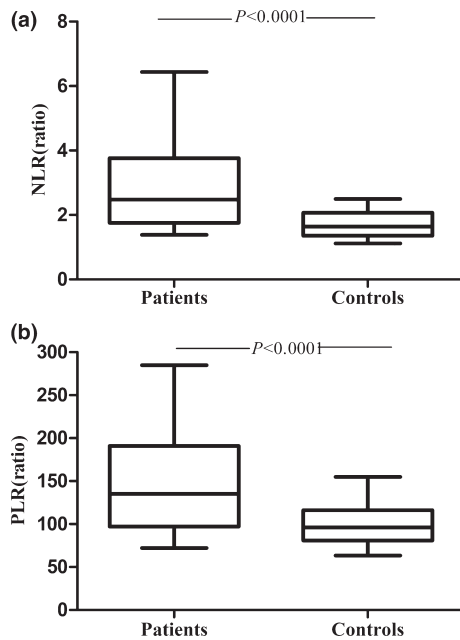 (a)
P<0.0001
NLR(ratio)
8
6
4
2
0
Patients Controls
(b)
P<0.0001
PLR(ratio)
300
250
200
150
100
50
0
Patients Controls